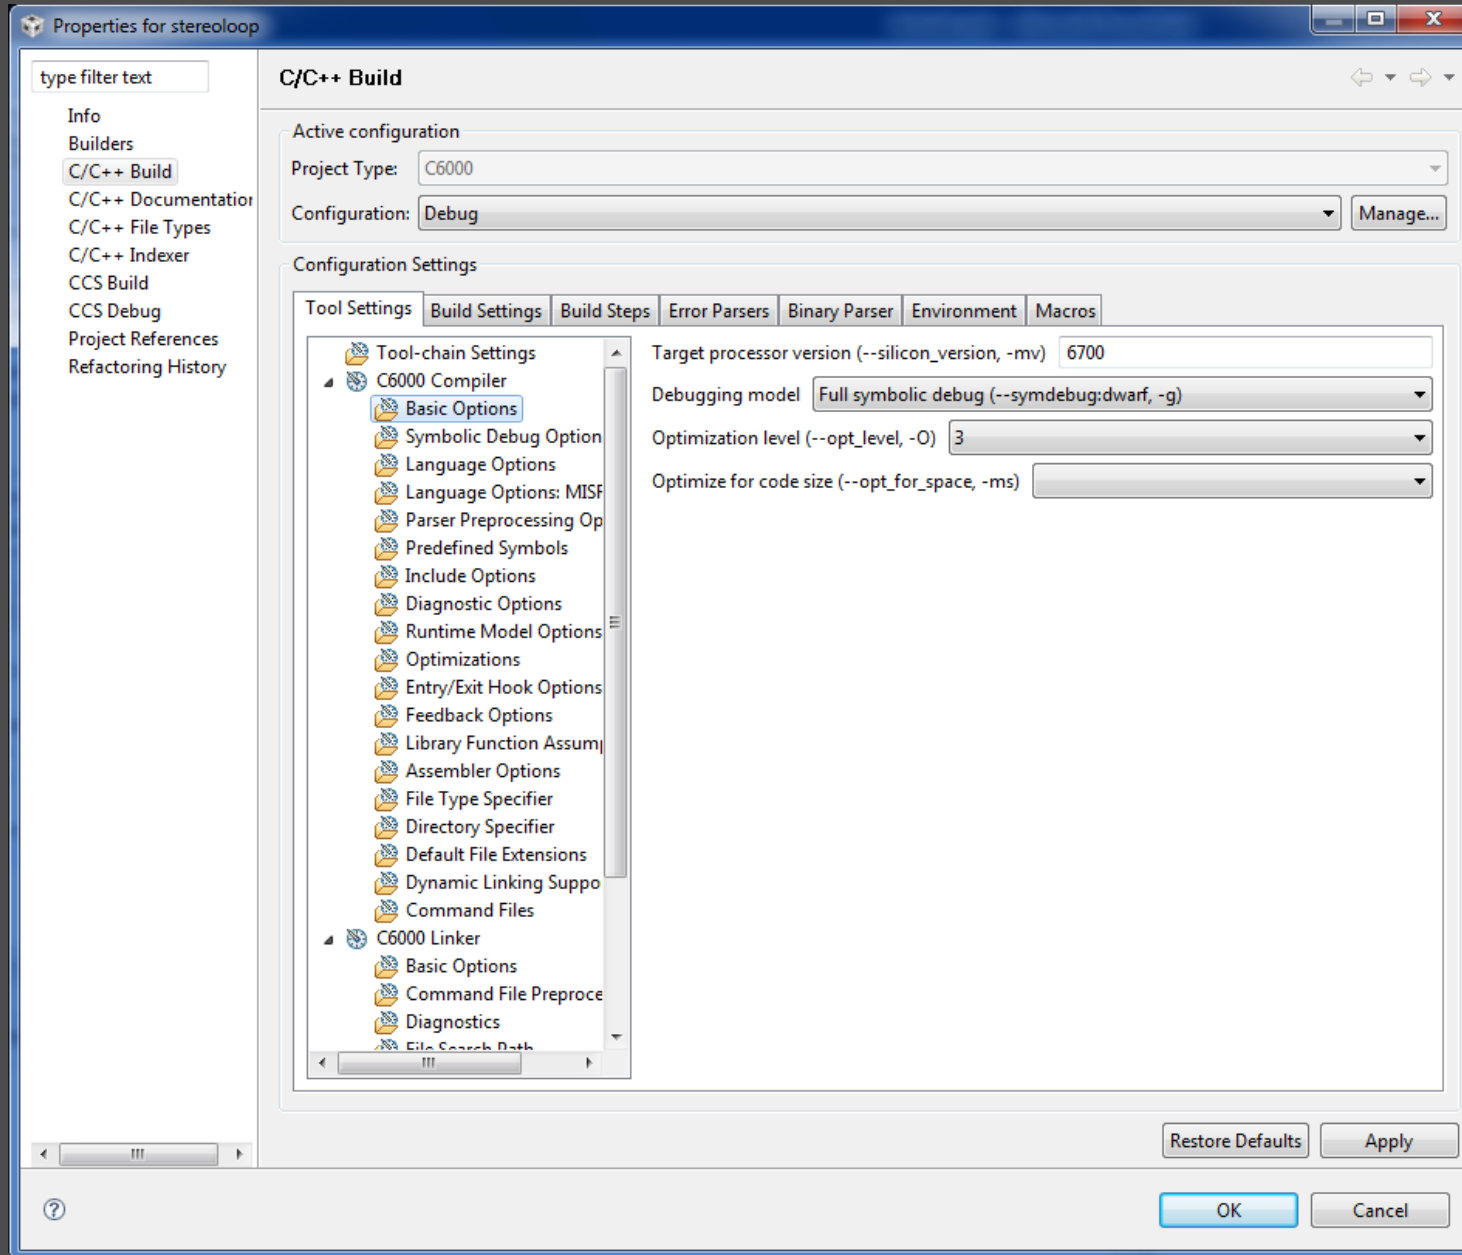 Properties for stereoloop
type filter text
Info
Builders
C/C++ Build
C/C++ Documentation
C/C++ File Types
C/C++ Indexer
CCS Build
CCS Debug
Project References
Refactoring History
C/C++ Build
Active configuration
Project Type: C6000
Configuration: Debug Manage...
Configuration Settings
Tool Settings Build Settings Build Steps Error Parsers Binary Parser Environment Macros
Tool-chain Settings
C6000 Compiler
Basic Options
Symbolic Debug Option
Language Options
Language Options: MISR
Parser Preprocessing Op
Predefined Symbols
Include Options
Diagnostic Options
Runtime Model Options
Optimizations
Entry/Exit Hook Options
Feedback Options
Library Function Assum
Assembler Options
File Type Specifier
Directory Specifier
Default File Extensions
Dynamic Linking Suppo
Command Files
C6000 Linker
Basic Options
Command File Preproce
Diagnostics
File Search Path
Target processor version (--silicon_version, -mv) 6700
Debugging model Full symbolic debug (--symdebug:dwarf, -g)
Optimization level (--opt_level, -O) 3
Optimize for code size (--opt_for_space, -ms)
Restore Defaults Apply
OK Cancel